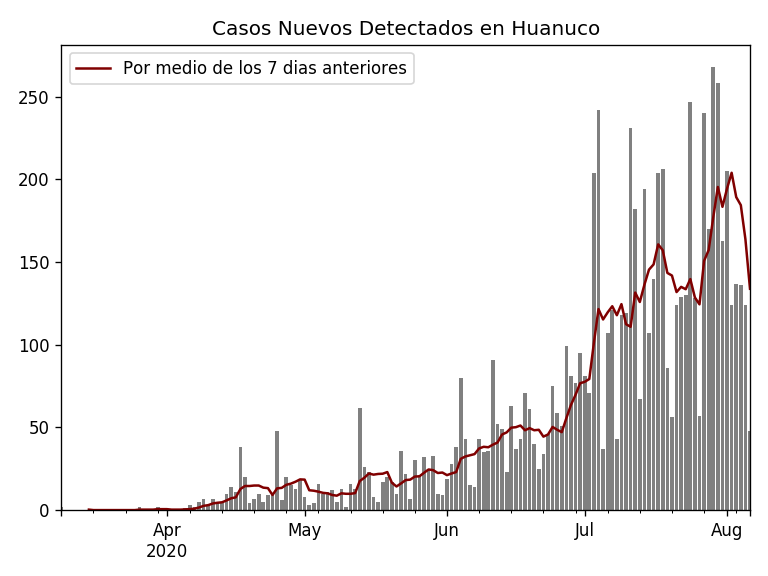 Casos Nuevos Detectados en Huanuco
Por medio de los 7 dias anteriores
250
200
150
100
50
0
Apr
2020
May
Jun
Jul
Aug